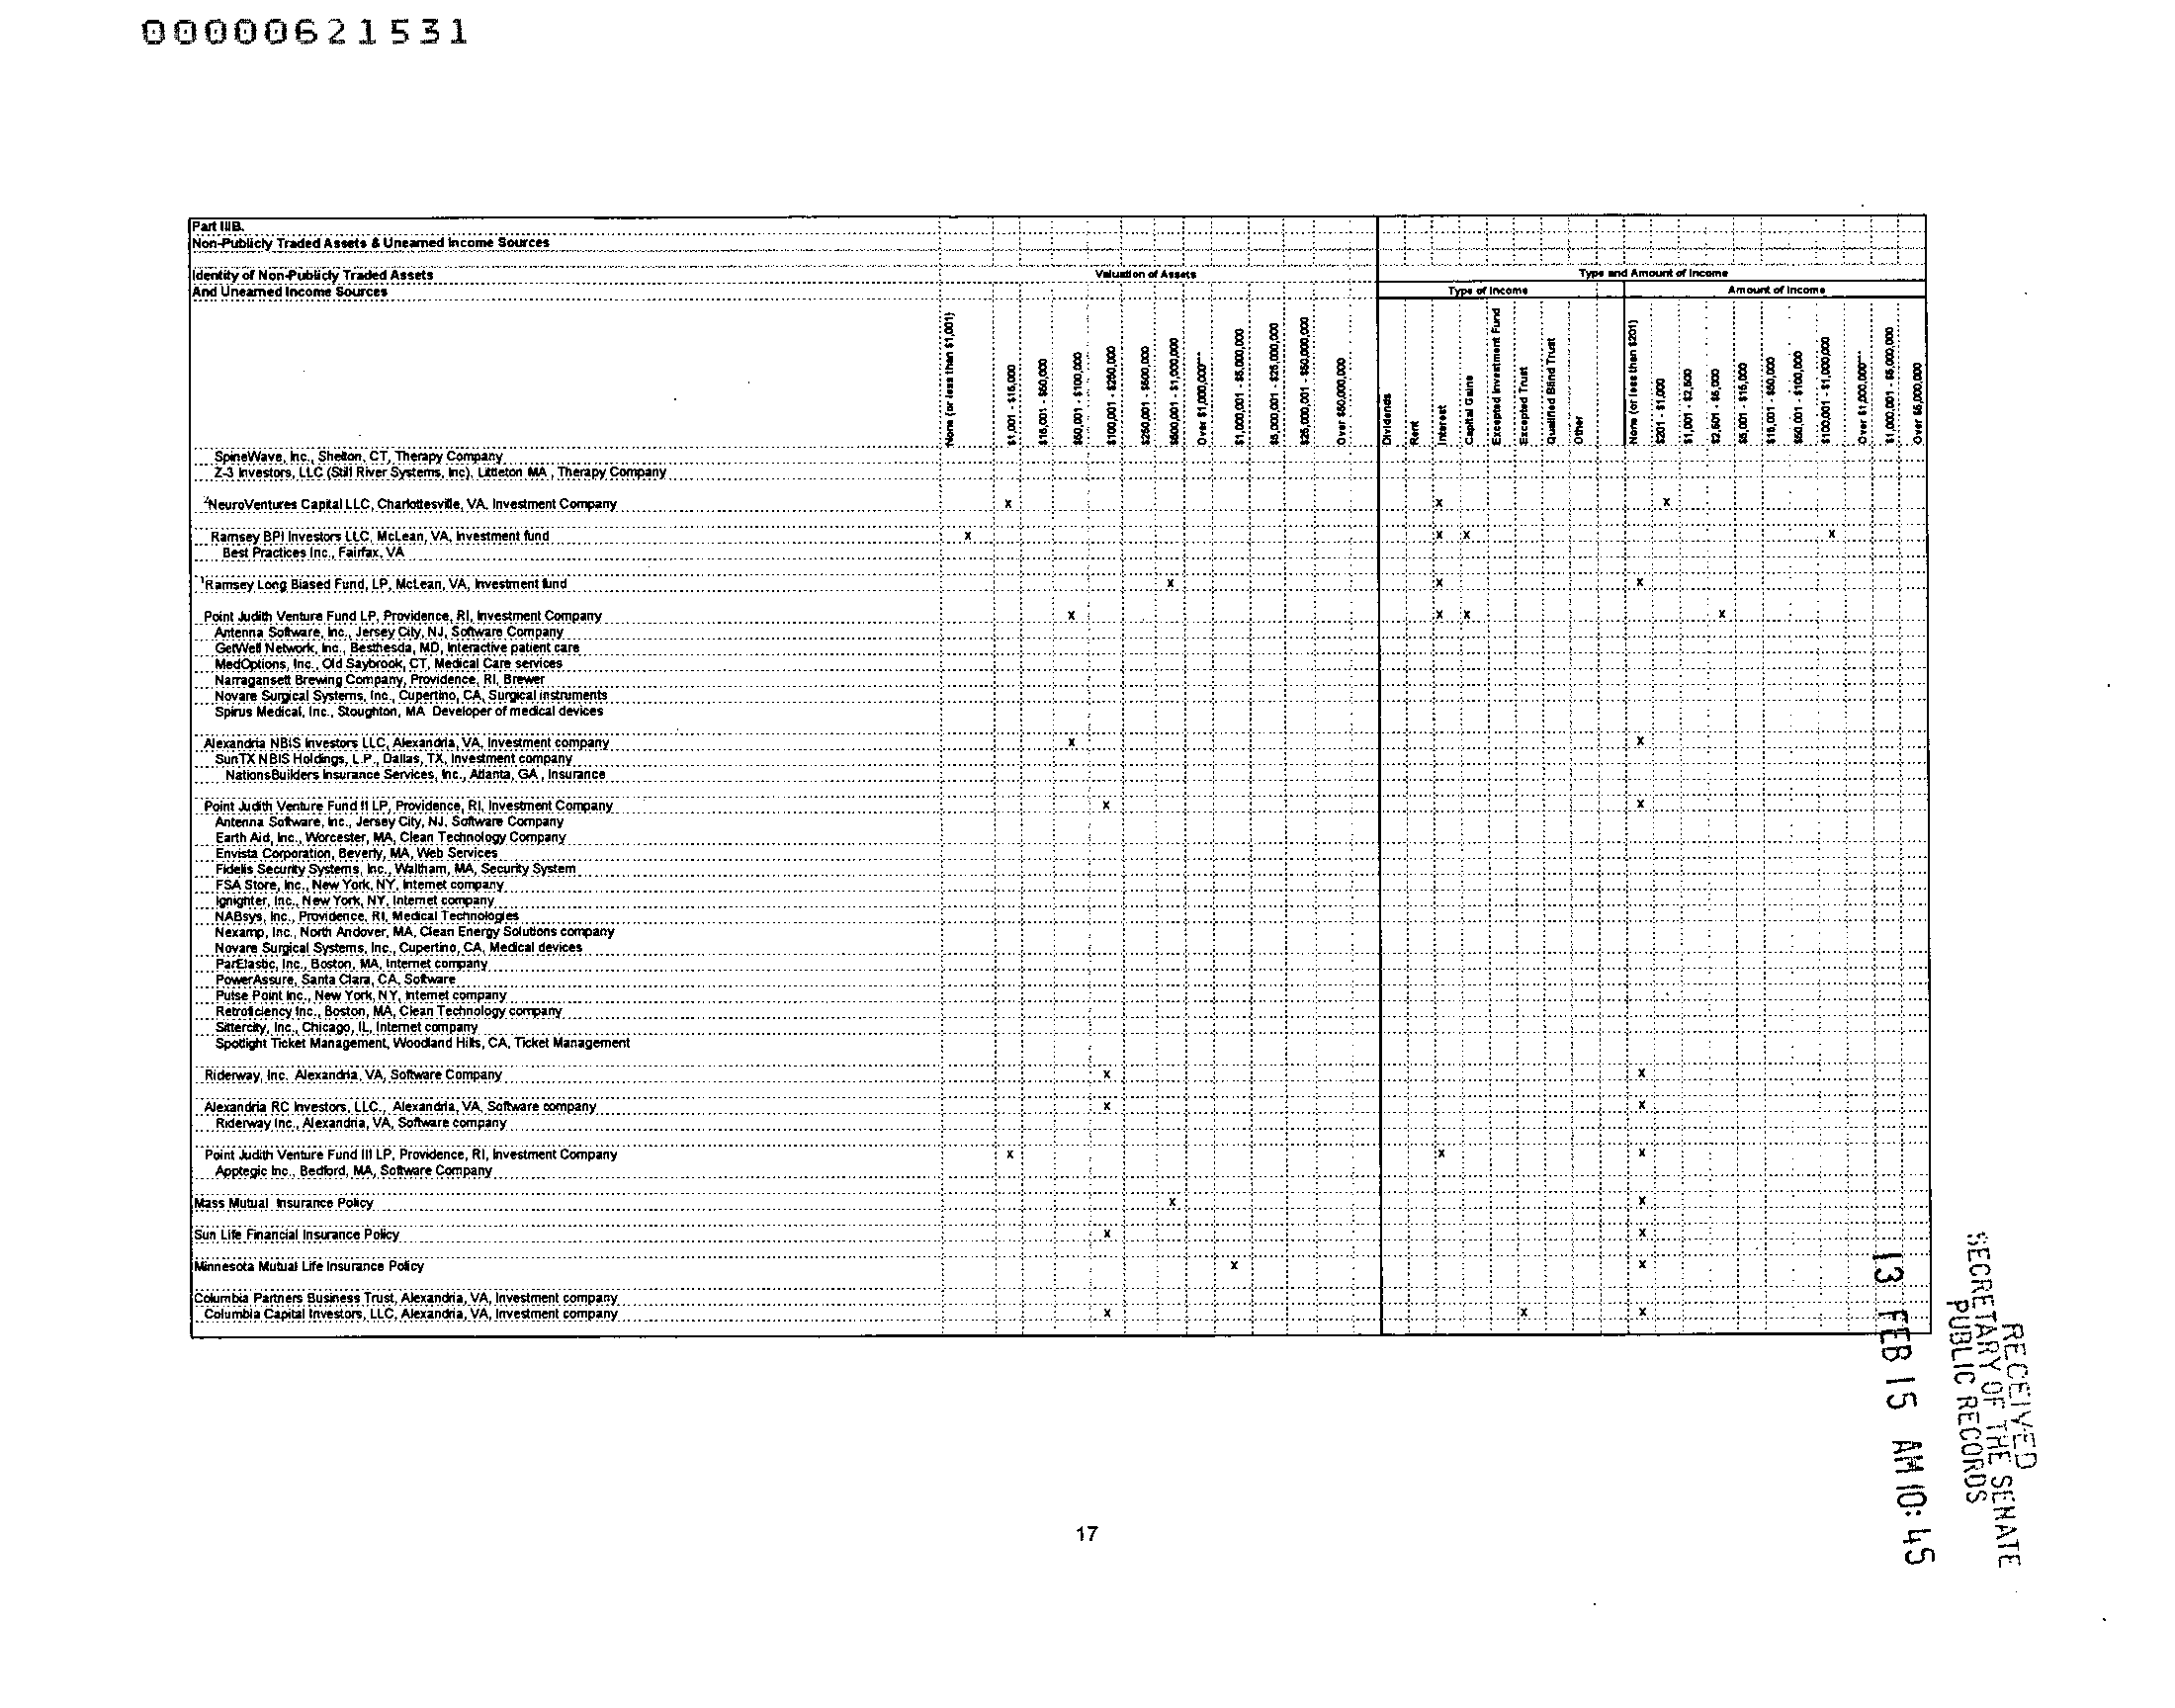 00000621531
Part IIIB.
Non-Publicly Traded Assets & Unearned Income Sources
Identity of Non-Publicly Traded Assets
And Unearned Income Sources
Valuation of Assets
Type and Amount of Income
Type of Income
Amount of Income
None (or less than $1,001)
$1,001 - $15,000
$15,001 - $50,000
$50,001 - $100,000
$100,001 - $250,000
$250,001 - $500,000
$500,001 - $1,000,000
Over $1,000,000***
$1,000,001 - $5,000,000
$5,000,001 - $25,000,000
$25,000,001 - $50,000,000
Over $50,000,000
Dividends
Rent
Interest
Capital Gains
Excepted Investment Fund
Excepted Trust
Qualified Blind Trust
Other
None (or less than $201)
$201 - $1,000
$1,001 - $2,500
$2,501 - $5,000
$5,001 - $15,000
$15,001 - $50,000
$50,001 - $100,000
$100,001 - $1,000,000
Over $1,000,000***
$1,000,001 - $5,000,000
Over $5,000,000
SpineWave, Inc., Shelton, CT, Therapy Company
Z-3 Investors, LLC (Still River Systems, Inc), Littleton MA , Therapy Company
2NeuroVentures Capital LLC, Charlottesville, VA, Investment Company x x x
Ramsey BPI Investors LLC, McLean, VA, Investment fund x x x x
Best Practices Inc., Fairfax, VA
1Ramsey Long Biased Fund, LP, McLean, VA, Investment fund x x x
Point Judith Venture Fund LP, Providence, RI, Investment Company x x x x
Antenna Software, Inc., Jersey City, NJ, Software Company
GetWell Network, Inc., Besthesda, MD, Interactive patient care
MedOptions, Inc., Old Saybrook, CT, Medical Care services
Narragansett Brewing Company, Providence, RI, Brewer
Novare Surgical Systems, Inc., Cupertino, CA, Surgical instruments
Spirus Medical, Inc., Stoughton, MA Developer of medical devices
Alexandria NBIS Investors LLC, Alexandria, VA, Investment company x x
SunTX NBIS Holdings, L.P., Dallas, TX, Investment company
NationsBuilders Insurance Services, Inc., Atlanta, GA , Insurance
Point Judith Venture Fund II LP, Providence, RI, Investment Company x x
Antenna Software, Inc., Jersey City, NJ, Software Company
Earth Aid, Inc., Worcester, MA, Clean Technology Company
Envista Corporation, Beverly, MA, Web Services
Fidelis Security Systems, Inc., Waltham, MA, Security System
FSA Store, Inc., New York, NY, Internet company
Ignighter, Inc., New York, NY, Internet company
NABsys, Inc., Providence, RI, Medical Technologies
Nexamp, Inc., North Andover, MA, Clean Energy Solutions company
Novare Surgical Systems, Inc., Cupertino, CA, Medical devices
ParElastic, Inc., Boston, MA, Internet company
PowerAssure, Santa Clara, CA, Software
Pulse Point Inc., New York, NY, Internet company
Retroficiency Inc., Boston, MA, Clean Technology company
Sittercity, Inc., Chicago, IL, Internet company
Spotlight Ticket Management, Woodland Hills, CA, Ticket Management
Riderway, Inc. Alexandria, VA, Software Company x x
Alexandria RC Investors, LLC., Alexandria, VA, Software company x x
Riderway Inc., Alexandria, VA, Software company
Point Judith Venture Fund III LP, Providence, RI, Investment Company x x x
Apptegic Inc., Bedford, MA, Software Company
Mass Mutual Insurance Policy x x
Sun Life Financial Insurance Policy x x
Minnesota Mutual Life Insurance Policy x x
Columbia Partners Business Trust, Alexandria, VA, Investment company
Columbia Capital Investors, LLC, Alexandria, VA, Investment company x x x
RECEIVED
SECRETARY OF THE SENATE
PUBLIC RECORDS
13 FEB 15 AM 10: 45
17